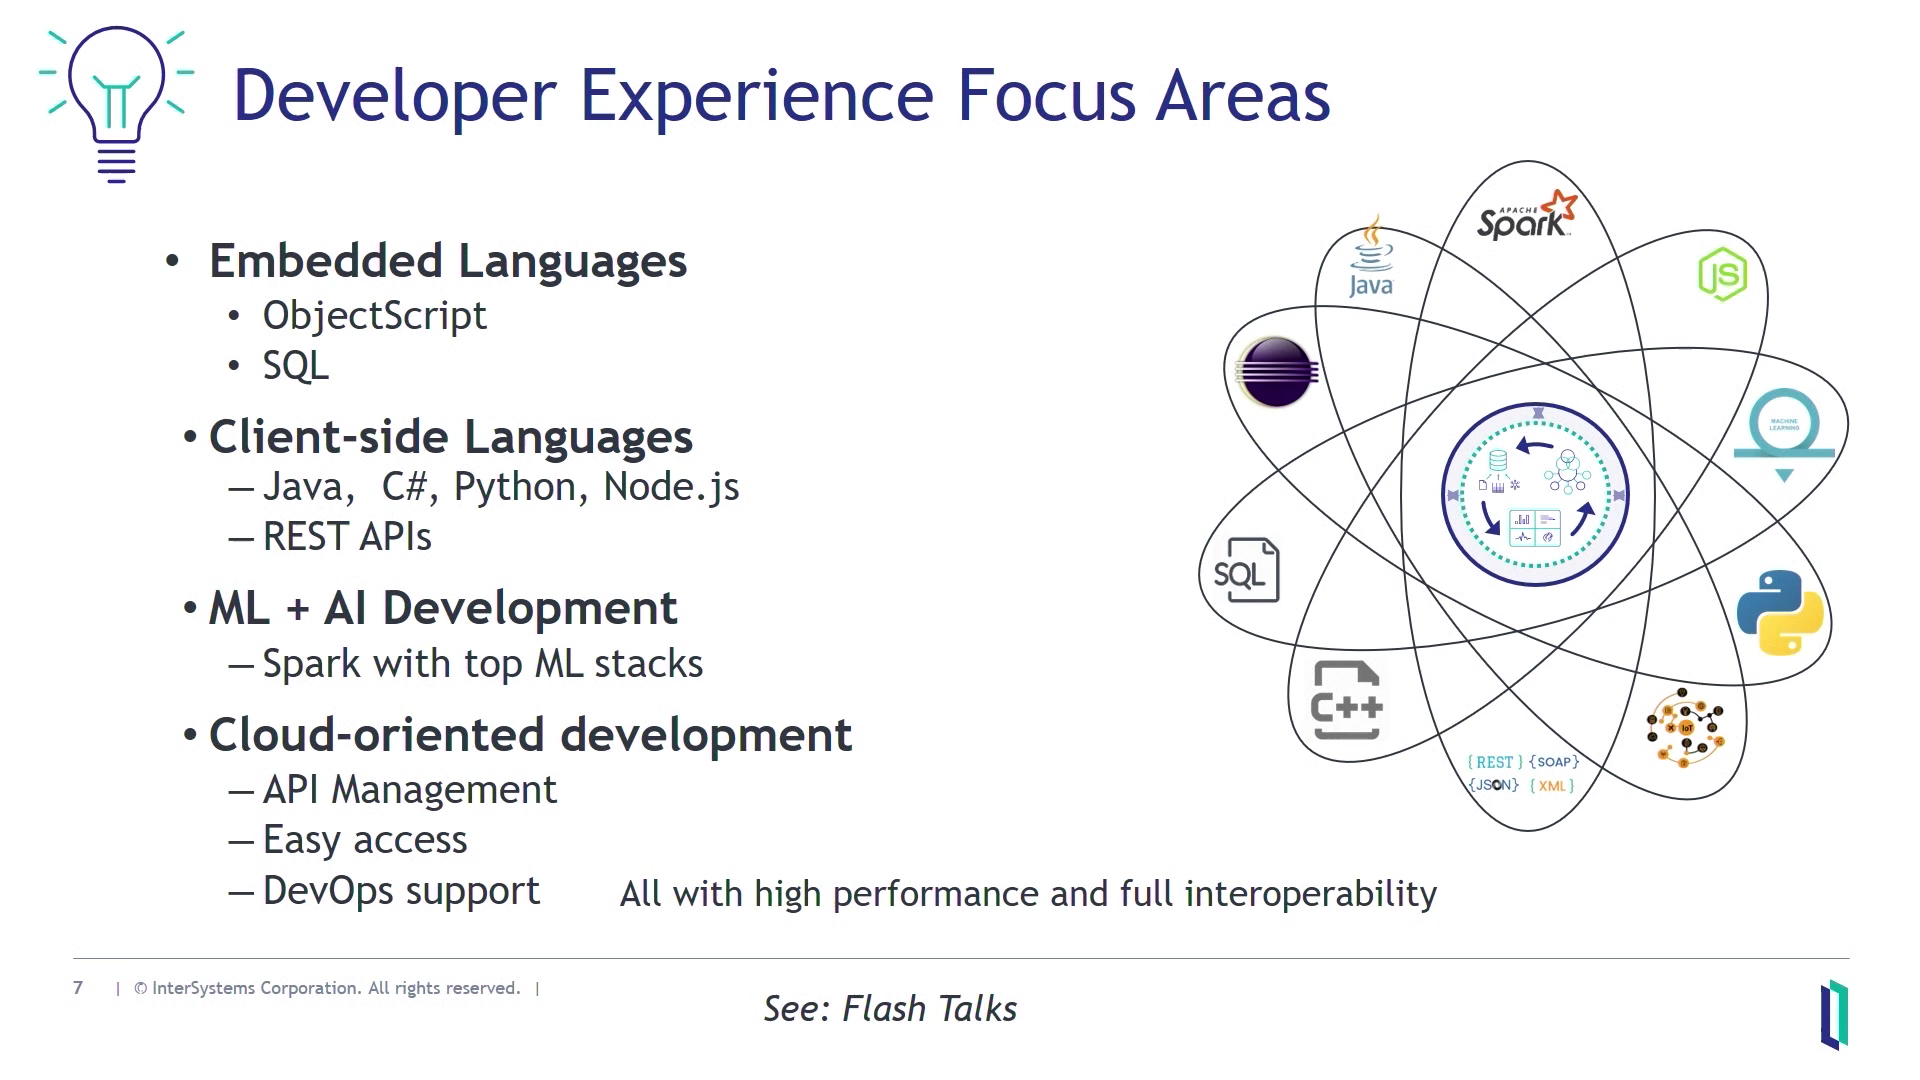 Developer Experience Focus Areas
• Embedded Languages
• ObjectScript
• SQL
• Client-side Languages
— Java,  C#, Python, Node.js
— REST APIs
• ML + AI Development
— Spark with top ML stacks
• Cloud-oriented development
— API Management
— Easy access
— DevOps support
All with high performance and full interoperability
APACHE
Spark
Java
JS
MACHINE
LEARNING
SQL
C++
IoT
{REST} {SOAP}
{JSON} {XML}
7 | © InterSystems Corporation. All rights reserved. |
See: Flash Talks